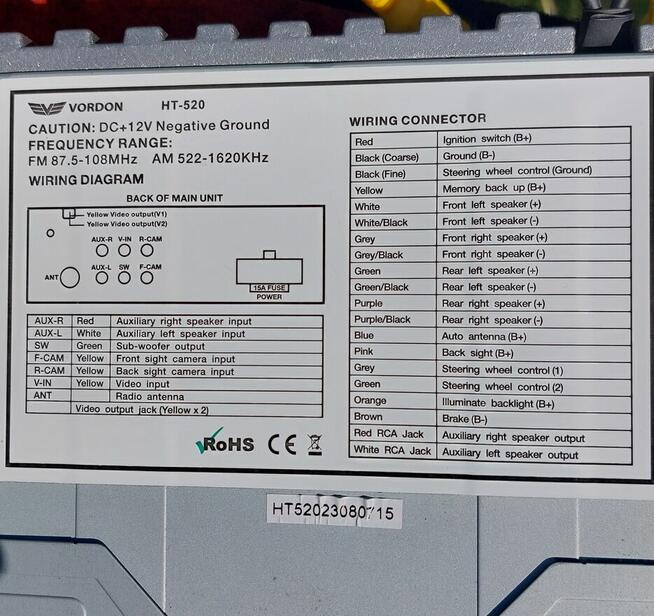 VORDON HT-520
CAUTION: DC+12V Negative Ground
FREQUENCY RANGE:
FM 87.5-108MHz AM 522-1620KHz
WIRING DIAGRAM
BACK OF MAIN UNIT
Yellow Video output(V1)
Yellow Video output(V2)
AUX-R V-IN R-CAM
AUX-L SW F-CAM
ANT
15A FUSE
POWER
AUX-R Red Auxiliary right speaker input
AUX-L White Auxiliary left speaker input
SW Green Sub-woofer output
F-CAM Yellow Front sight camera input
R-CAM Yellow Back sight camera input
V-IN Yellow Video input
ANT Radio antenna
Video output jack (Yellow x 2)
RoHS CE
WIRING CONNECTOR
Red Ignition switch (B+)
Black (Coarse) Ground (B-)
Black (Fine) Steering wheel control (Ground)
Yellow Memory back up (B+)
White Front left speaker (+)
White/Black Front left speaker (-)
Grey Front right speaker (+)
Grey/Black Front right speaker (-)
Green Rear left speaker (+)
Green/Black Rear left speaker (-)
Purple Rear right speaker (+)
Purple/Black Rear right speaker (-)
Blue Auto antenna (B+)
Pink Back sight (B+)
Grey Steering wheel control (1)
Green Steering wheel control (2)
Orange Illuminate backlight (B+)
Brown Brake (B-)
Red RCA Jack Auxiliary right speaker output
White RCA Jack Auxiliary left speaker output
HT52023080715